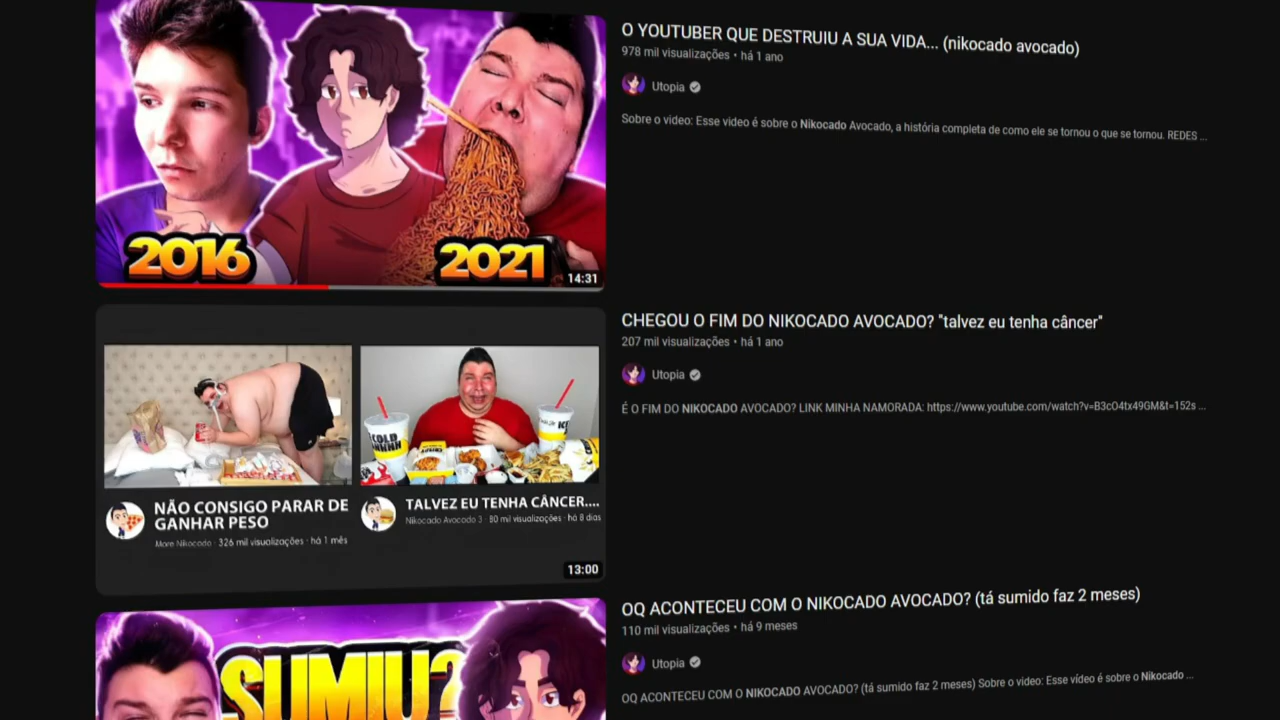 O YOUTUBER QUE DESTRUIU A SUA VIDA... (nikocado avocado)
978 mil visualizações • há 1 ano
Utopia
Sobre o video: Esse video é sobre o Nikocado Avocado, a história completa de como ele se tornou o que se tornou. REDES ...
2016
2021
14:31
CHEGOU O FIM DO NIKOCADO AVOCADO? "talvez eu tenha câncer"
207 mil visualizações • há 1 ano
Utopia
É O FIM DO NIKOCADO AVOCADO? LINK MINHA NAMORADA: https://www.youtube.com/watch?v=B3cO4tx49GM&t=152s ...
COLD
NÃO CONSIGO PARAR DE
GANHAR PESO
More Nikocado · 326 mil visualizações · há 1 mês
TALVEZ EU TENHA CÂNCER....
Nikocado Avocado 3 · 80 mil visualizações · há 8 dias
13:00
OQ ACONTECEU COM O NIKOCADO AVOCADO? (tá sumido faz 2 meses)
110 mil visualizações • há 9 meses
Utopia
OQ ACONTECEU COM O NIKOCADO AVOCADO? (tá sumido faz 2 meses) Sobre o video: Esse vídeo é sobre o Nikocado ...
SUMIU?